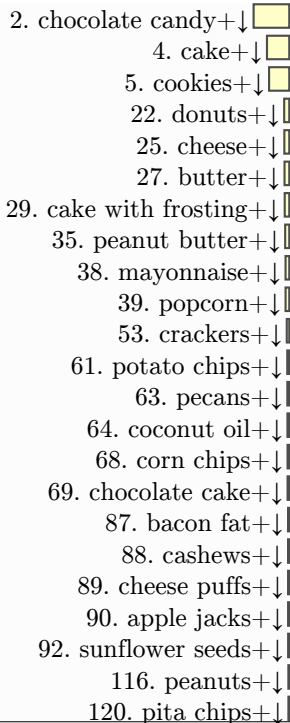 2. chocolate candy+↓
4. cake+↓
5. cookies+↓
22. donuts+↓
25. cheese+↓
27. butter+↓
29. cake with frosting+↓
35. peanut butter+↓
38. mayonnaise+↓
39. popcorn+↓
53. crackers+↓
61. potato chips+↓
63. pecans+↓
64. coconut oil+↓
68. corn chips+↓
69. chocolate cake+↓
87. bacon fat+↓
88. cashews+↓
89. cheese puffs+↓
90. apple jacks+↓
92. sunflower seeds+↓
116. peanuts+↓
120. pita chips+↓